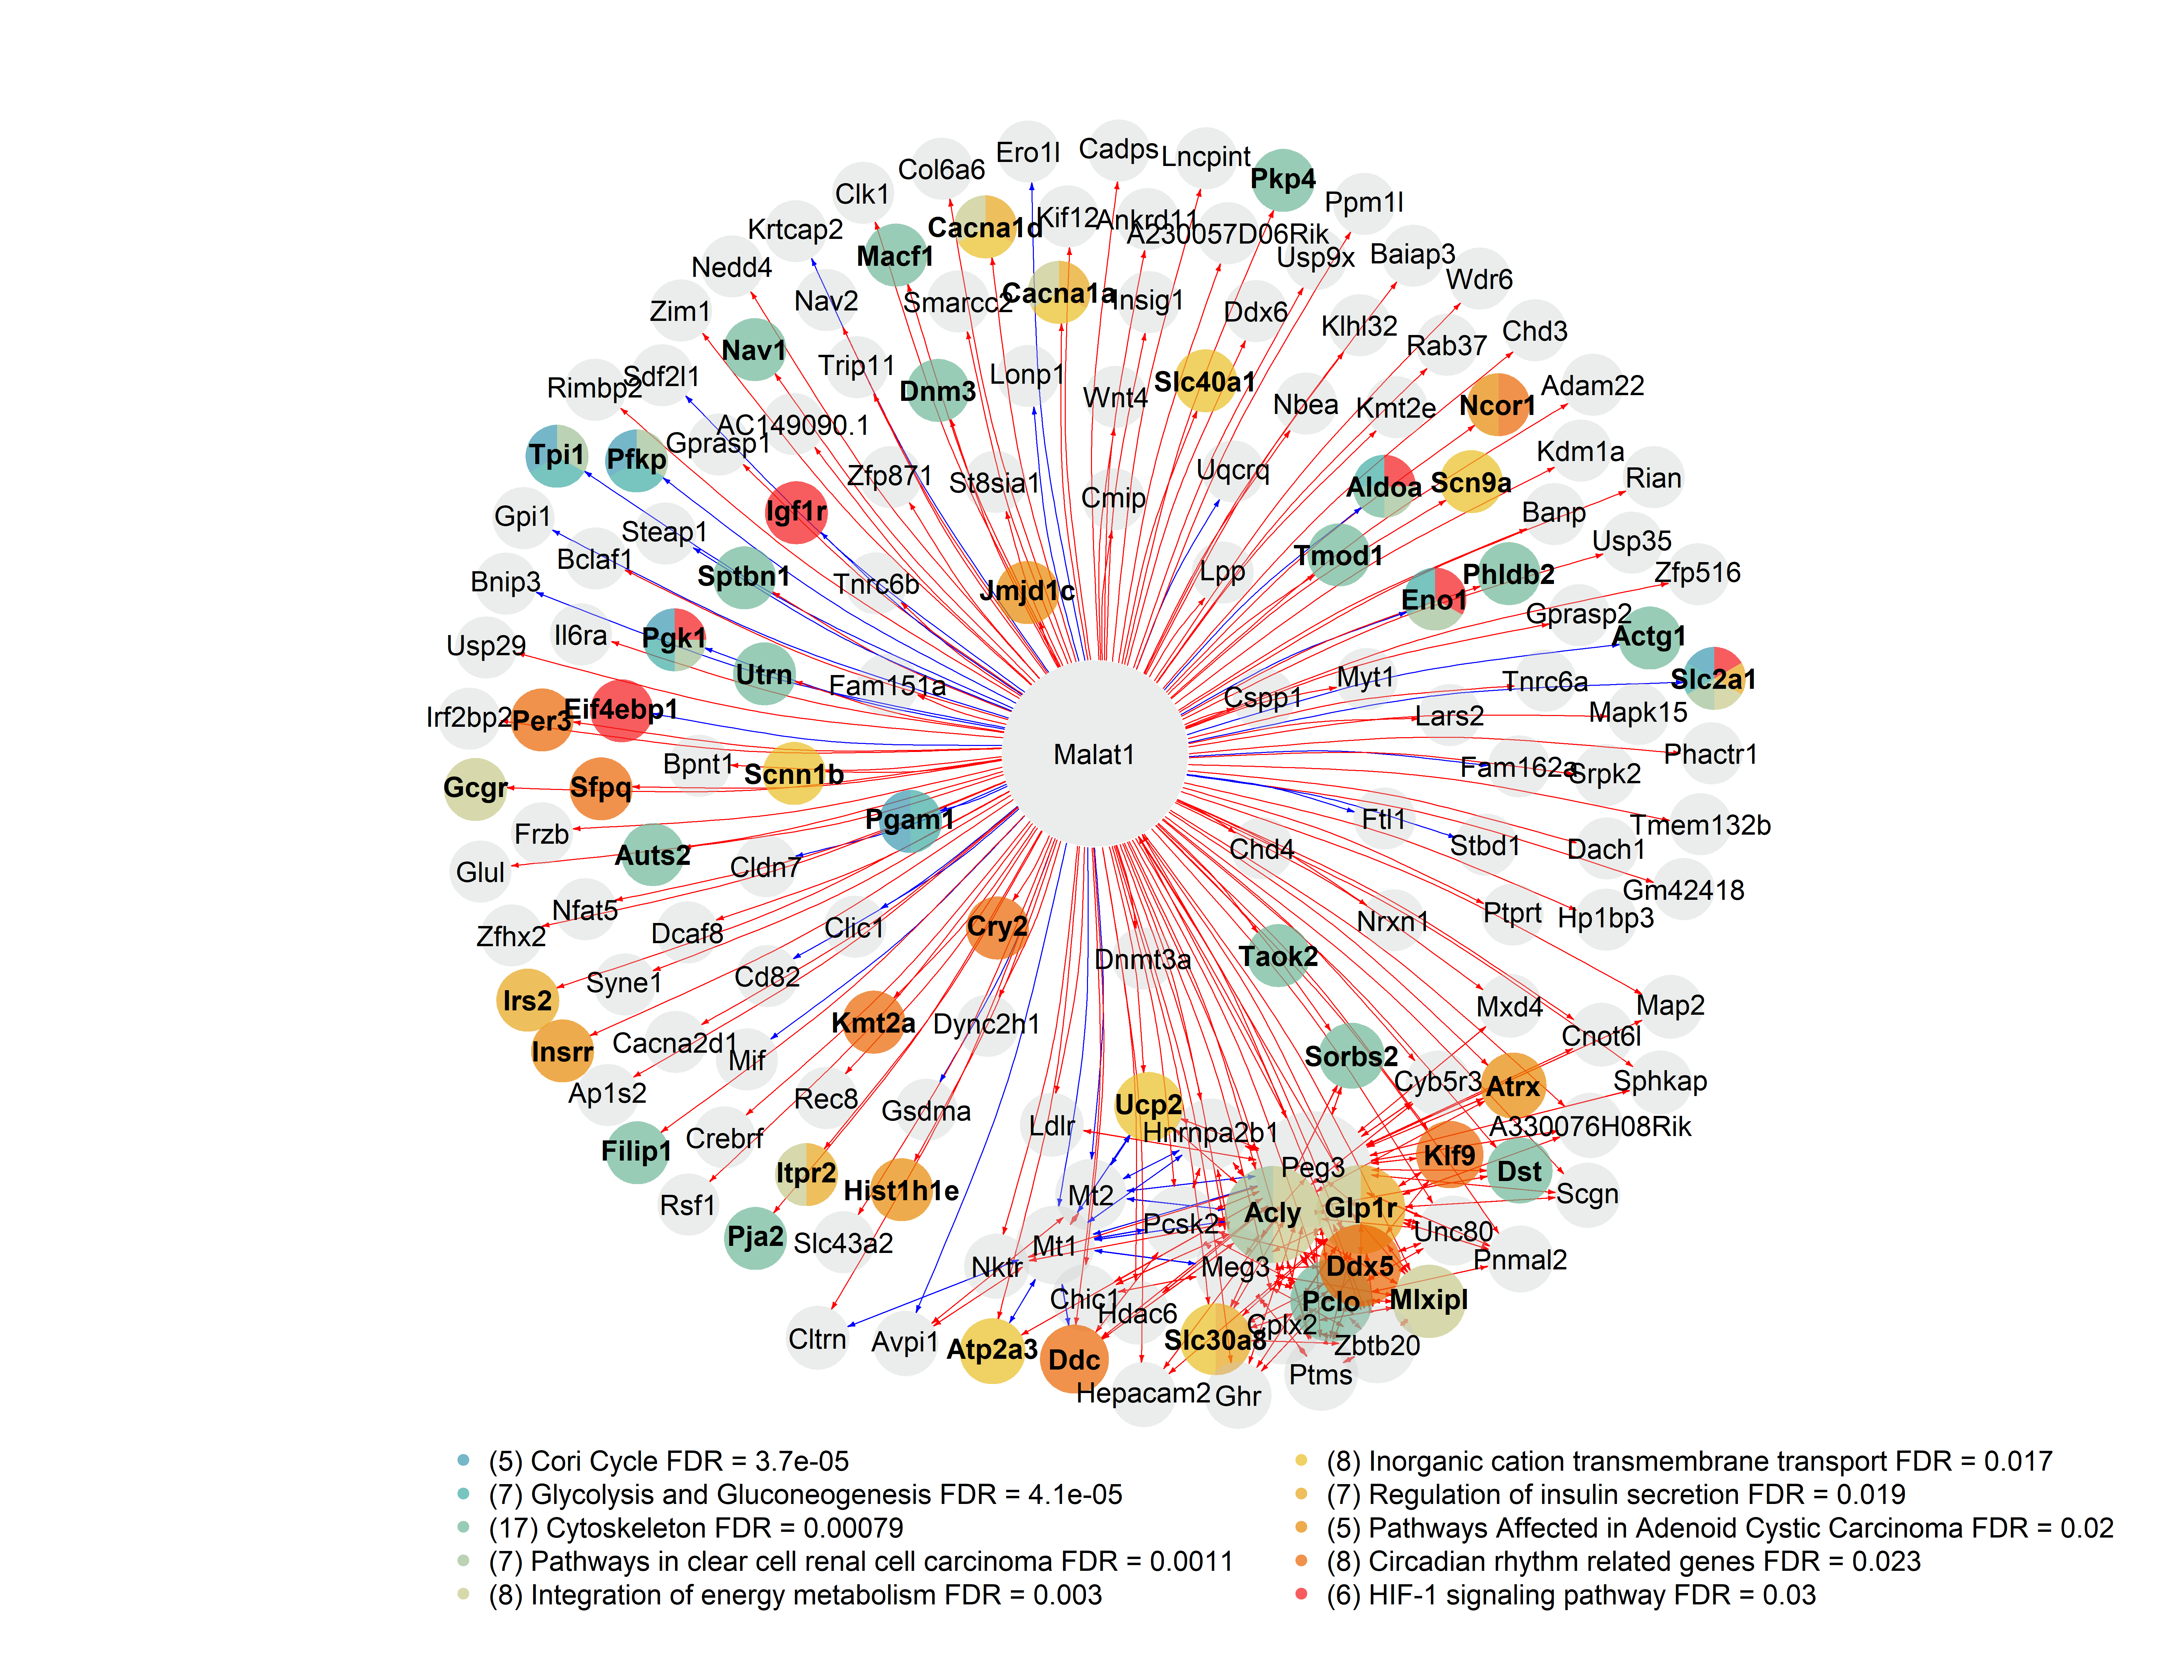 Ero1l
Cadps
Lncpint
Col6a6
Pkp4
Clk1
Ppm1l
Kif12
Ankrd11
Cacna1d
Krtcap2
A230057D06Rik
Macf1
Usp9x
Baiap3
Nedd4
Wdr6
Cacna1a
Insig1
Nav2
Smarcc2
Zim1
Ddx6
Klhl32
Chd3
Nav1
Rab37
Trip11
Lonp1
Sdf2l1
Slc40a1
Rimbp2
Adam22
Dnm3
Wnt4
Nbea
Kmt2e
Ncor1
AC149090.1
Gprasp1
Kdm1a
Tpi1
Pfkp
Uqcrq
Zfp871
Rian
St8sia1
Aldoa
Scn9a
Cmip
Igf1r
Banp
Gpi1
Steap1
Usp35
Tmod1
Bclaf1
Lpp
Zfp516
Phldb2
Sptbn1
Bnip3
Tnrc6b
Jmjd1c
Eno1
Gprasp2
Il6ra
Pgk1
Actg1
Usp29
Utrn
Myt1
Slc2a1
Tnrc6a
Fam151a
Cspp1
Eif4ebp1
Mapk15
Lars2
Irf2bp2
Per3
Malat1
Phactr1
Bpnt1
Fam162a
Scnn1b
Srpk2
Gcgr
Sfpq
Pgam1
Ftl1
Tmem132b
Frzb
Stbd1
Dach1
Chd4
Auts2
Cldn7
Glul
Gm42418
Nfat5
Ptprt
Hp1bp3
Nrxn1
Clic1
Cry2
Dcaf8
Zfhx2
Taok2
Dnmt3a
Cd82
Syne1
Irs2
Mxd4
Map2
Kmt2a
Dync2h1
Cnot6l
Cacna2d1
Insrr
Sorbs2
Mif
Cyb5r3
Sphkap
Atrx
Ap1s2
Rec8
Ucp2
Gsdma
Ldlr
A330076H08Rik
Hnrnpa2b1
Crebrf
Filip1
Klf9
Peg3
Dst
Itpr2
Hist1h1e
Mt2
Scgn
Rsf1
Glp1r
Acly
Pcsk2
Unc80
Pja2
Slc43a2
Mt1
Pnmal2
Nktr
Meg3
Ddx5
Chic1
Mlxipl
Pclo
Hdac6
Cplx2
Cltrn
Avpi1
Slc30a8
Zbtb20
Atp2a3
Ddc
Ptms
Hepacam2
Ghr
(5) Cori Cycle FDR = 3.7e-05
(7) Glycolysis and Gluconeogenesis FDR = 4.1e-05
(17) Cytoskeleton FDR = 0.00079
(7) Pathways in clear cell renal cell carcinoma FDR = 0.0011
(8) Integration of energy metabolism FDR = 0.003
(8) Inorganic cation transmembrane transport FDR = 0.017
(7) Regulation of insulin secretion FDR = 0.019
(5) Pathways Affected in Adenoid Cystic Carcinoma FDR = 0.02
(8) Circadian rhythm related genes FDR = 0.023
(6) HIF-1 signaling pathway FDR = 0.03